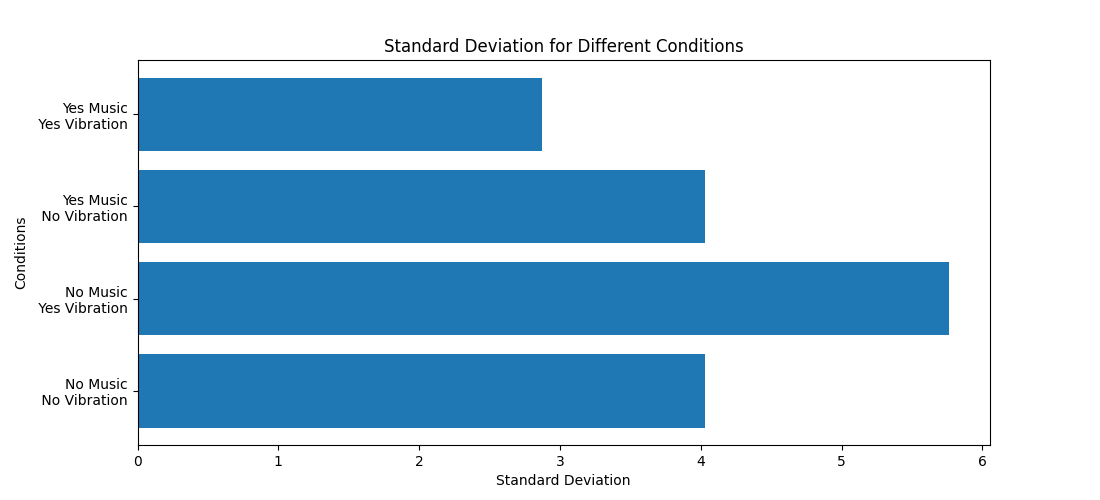 Standard Deviation for Different Conditions
Yes Music
Yes Vibration
Yes Music
No Vibration
No Music
Yes Vibration
No Music
No Vibration
Conditions
0 1 2 3 4 5 6
Standard Deviation